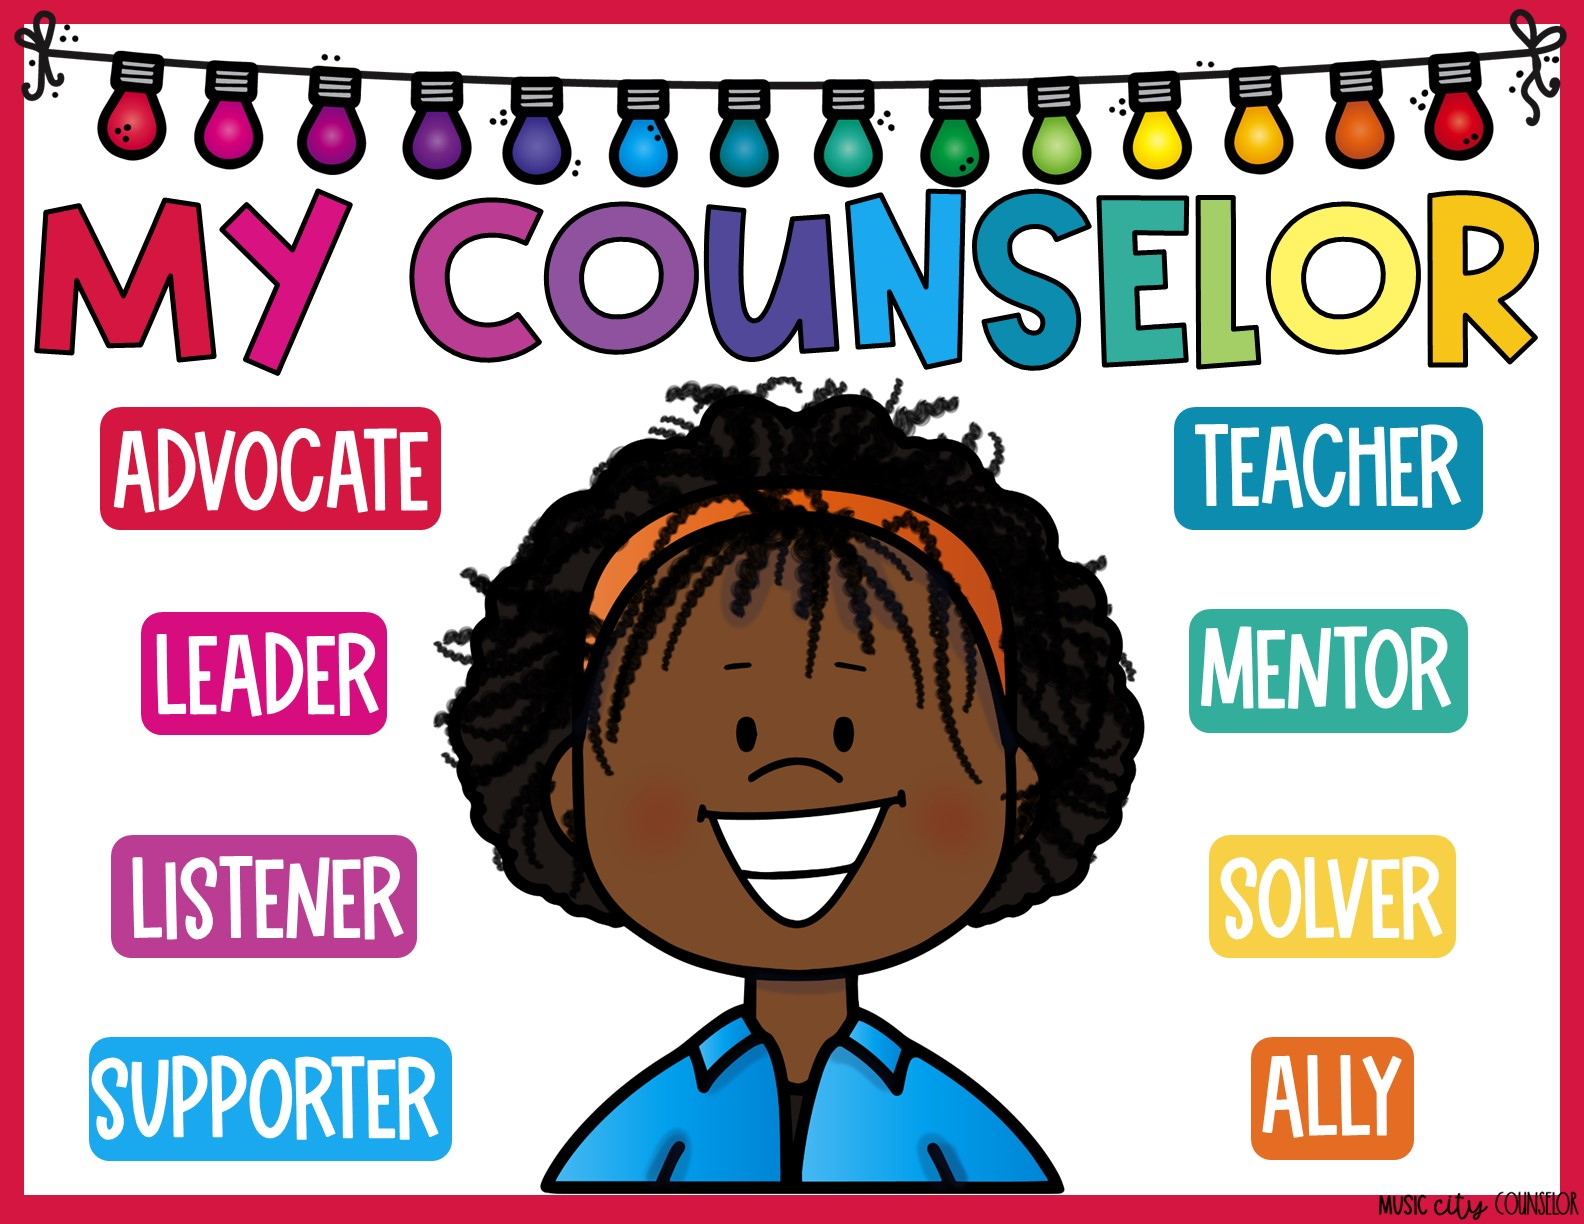 MY COUNSELOR
ADVOCATE
LEADER
LISTENER
SUPPORTER
TEACHER
MENTOR
SOLVER
ALLY
MUSIC city COUNSELOR